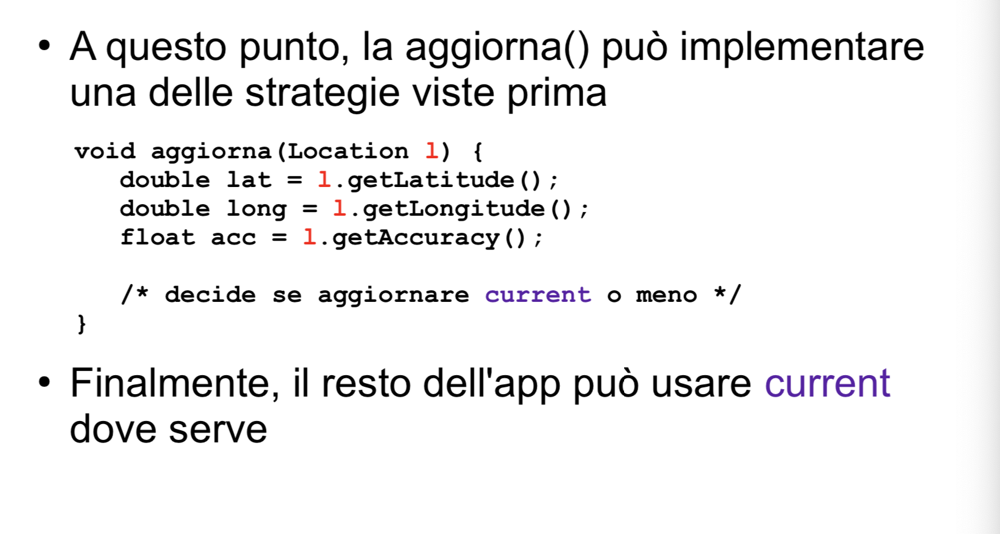 • A questo punto, la aggiorna() può implementare
una delle strategie viste prima
void aggiorna(Location l) {
   double lat = l.getLatitude();
   double long = l.getLongitude();
   float acc = l.getAccuracy();
   /* decide se aggiornare current o meno */
}
• Finalmente, il resto dell'app può usare current
dove serve